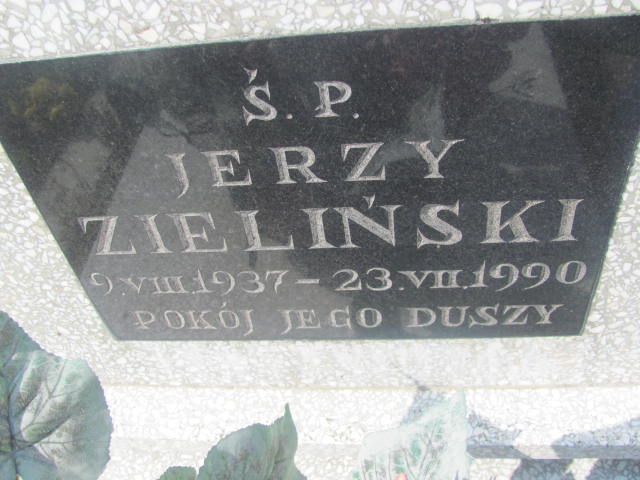 Ś. P.
JERZY
ZIELIŃSKI
9.VIII.1937 - 23.VII.1990
POKÓJ JEGO DUSZY